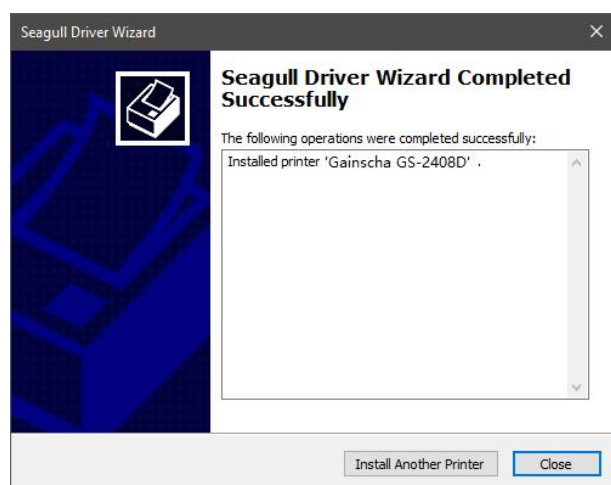 Seagull Driver Wizard
Seagull Driver Wizard Completed
Successfully
The following operations were completed successfully:
Installed printer 'Gainscha GS-2408D' .
Install Another Printer
Close